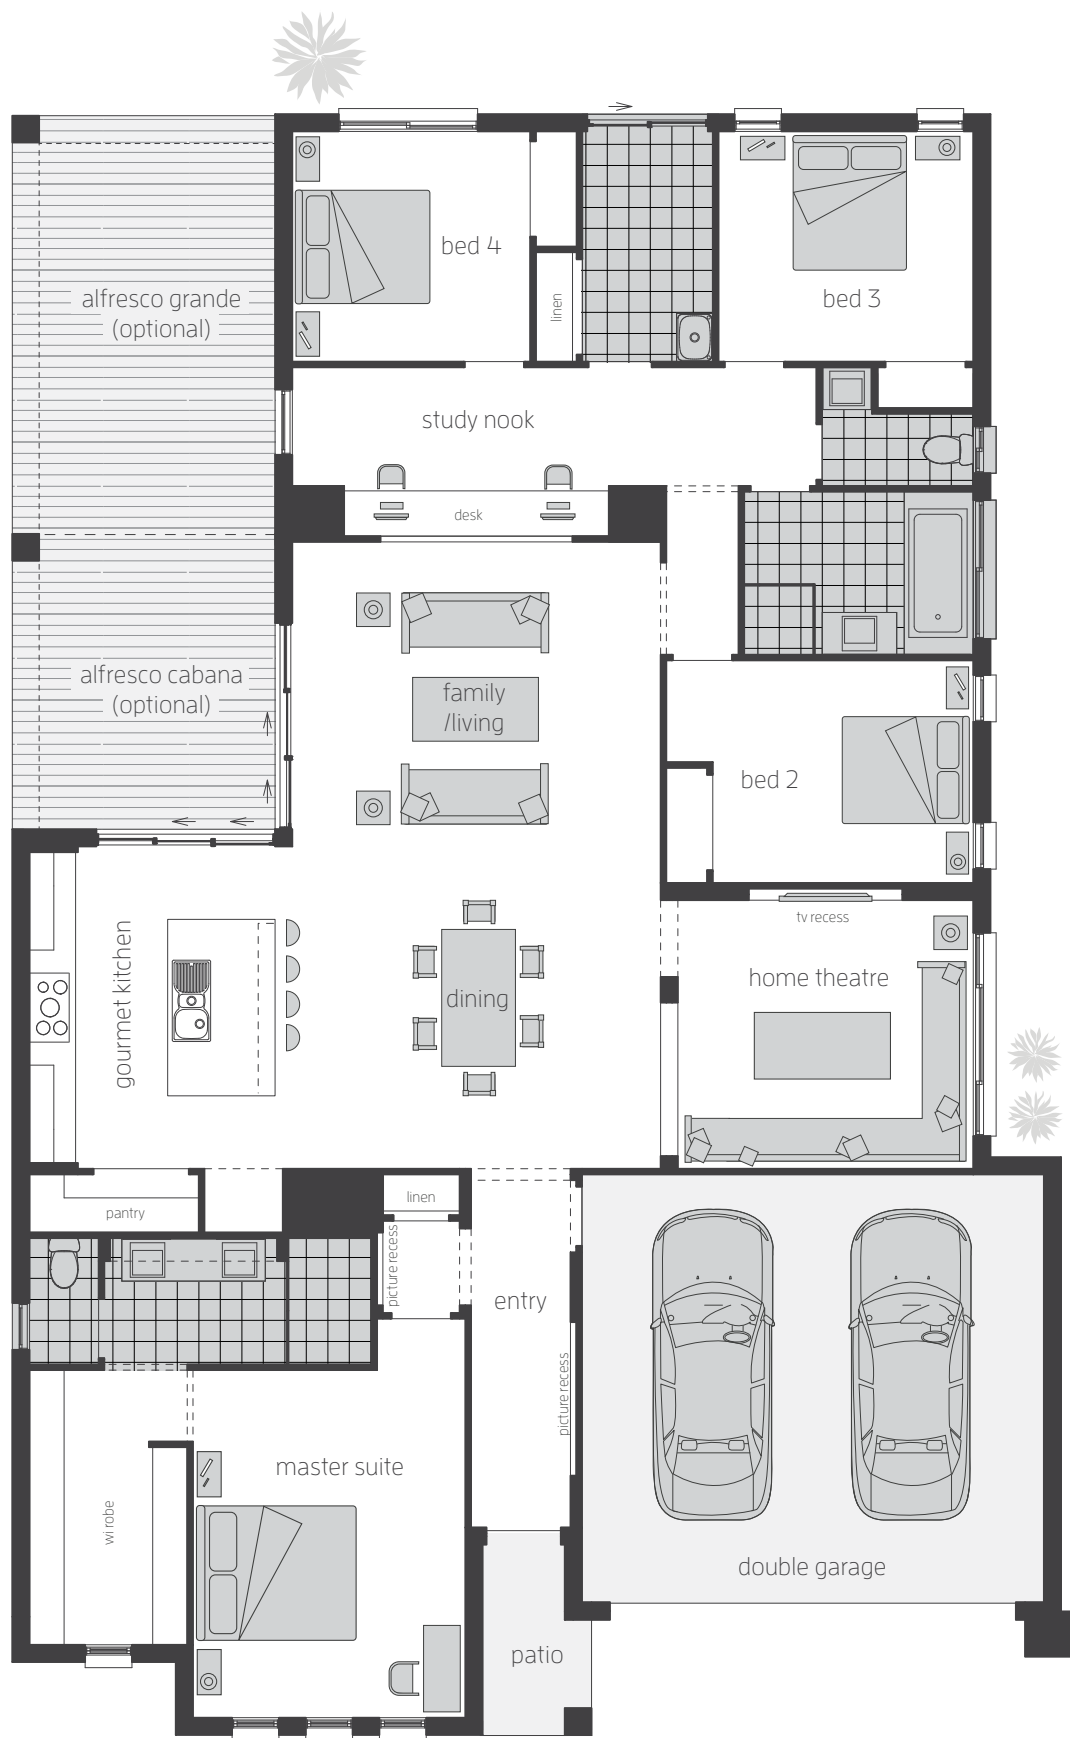 bed 4
alfresco grande
(optional)
linen
bed 3
study nook
desk
alfresco cabana
(optional)
family
/living
bed 2
tv recess
gourmet kitchen
dining
home theatre
pantry
linen
picture recess
entry
picture recess
master suite
wi robe
double garage
patio